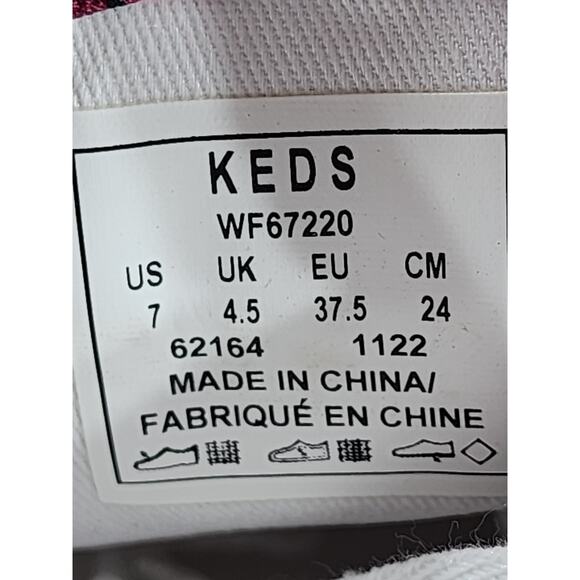 KEDS
WF67220
US UK EU CM
7 4.5 37.5 24
62164 1122
MADE IN CHINA/
FABRIQUÉ EN CHINE